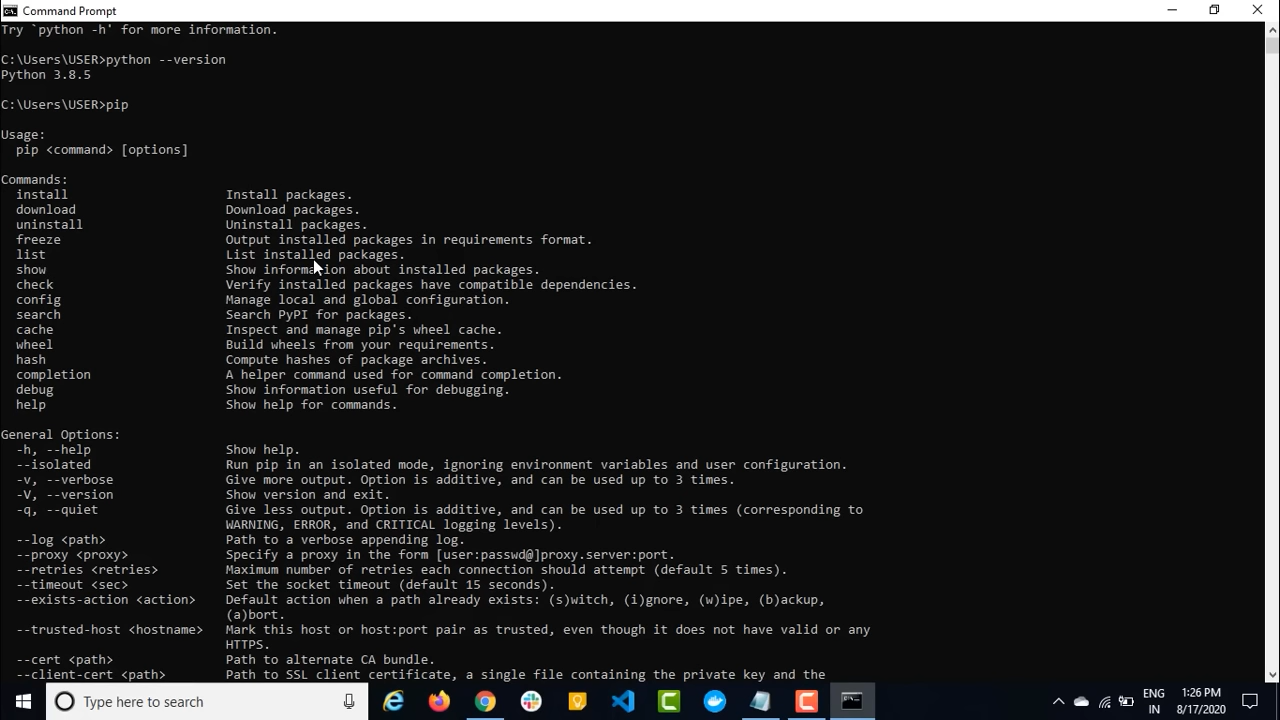 Command Prompt
Try `python -h' for more information.
C:\Users\USER>python --version
Python 3.8.5
C:\Users\USER>pip
Usage:
pip <command> [options]
Commands:
install Install packages.
download Download packages.
uninstall Uninstall packages.
freeze Output installed packages in requirements format.
list List installed packages.
show Show information about installed packages.
check Verify installed packages have compatible dependencies.
config Manage local and global configuration.
search Search PyPI for packages.
cache Inspect and manage pip's wheel cache.
wheel Build wheels from your requirements.
hash Compute hashes of package archives.
completion A helper command used for command completion.
debug Show information useful for debugging.
help Show help for commands.
General Options:
-h, --help Show help.
--isolated Run pip in an isolated mode, ignoring environment variables and user configuration.
-v, --verbose Give more output. Option is additive, and can be used up to 3 times.
-V, --version Show version and exit.
-q, --quiet Give less output. Option is additive, and can be used up to 3 times (corresponding to
WARNING, ERROR, and CRITICAL logging levels).
--log <path> Path to a verbose appending log.
--proxy <proxy> Specify a proxy in the form [user:passwd@]proxy.server:port.
--retries <retries> Maximum number of retries each connection should attempt (default 5 times).
--timeout <sec> Set the socket timeout (default 15 seconds).
--exists-action <action> Default action when a path already exists: (s)witch, (i)gnore, (w)ipe, (b)ackup,
(a)bort.
--trusted-host <hostname> Mark this host or host:port pair as trusted, even though it does not have valid or any
HTTPS.
--cert <path> Path to alternate CA bundle.
--client-cert <path> Path to SSL client certificate, a single file containing the private key and the
Type here to search
ENG
IN
1:26 PM
8/17/2020